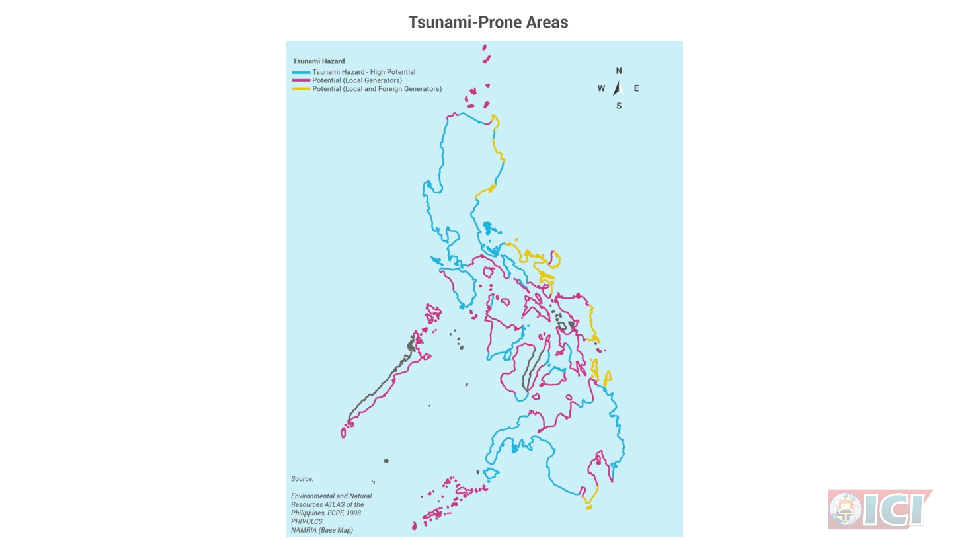 Tsunami-Prone Areas
Tsunami Hazard
Tsunami Hazard - High Potential
Potential (Local Generators)
Potential (Local and Foreign Generators)
N
W E
S
Source:
Environmental and Natural
Resources ATLAS of the
Philippines, ECPF, 1998
PHIVOLCS
NAMRIA (Base Map)
ICI